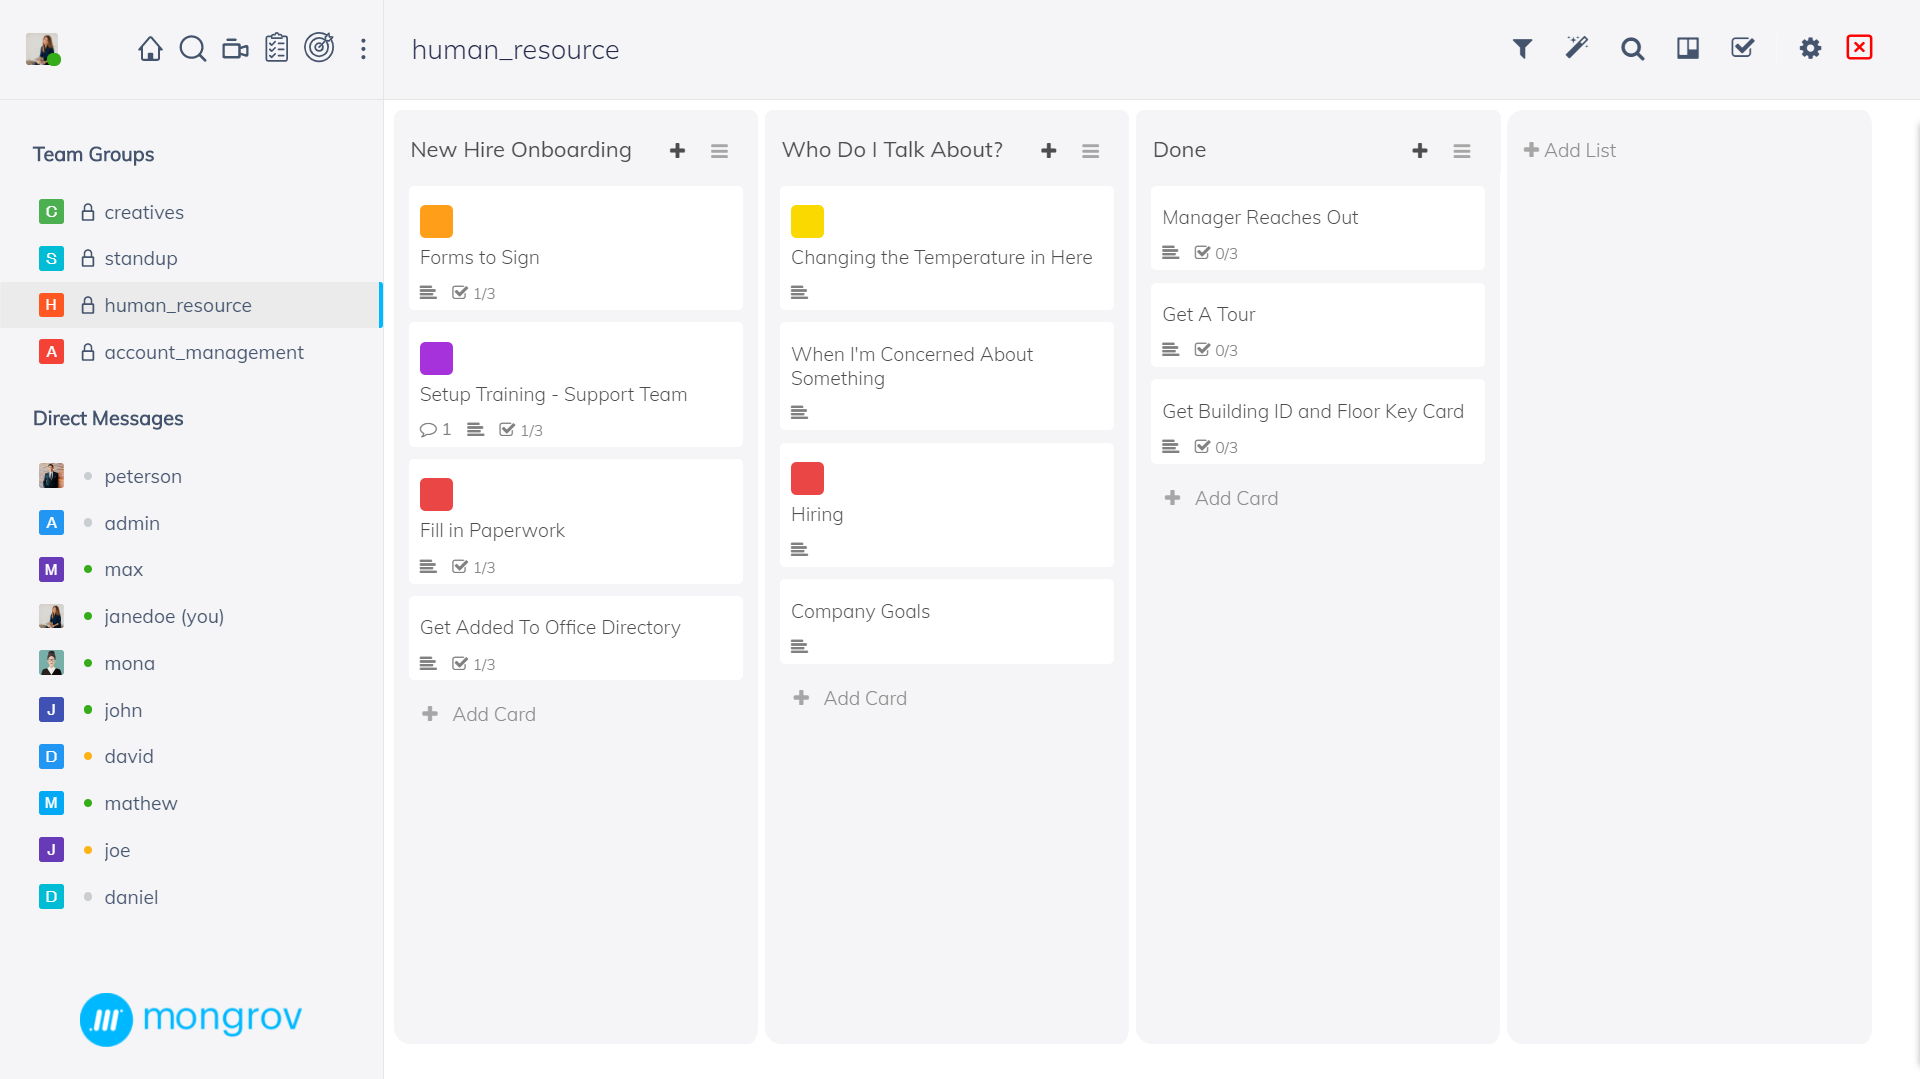 human_resource
Team Groups
C creatives
S standup
H human_resource
A account_management
Direct Messages
peterson
A admin
M max
janedoe (you)
mona
J john
D david
M mathew
J joe
D daniel
mongrov
New Hire Onboarding
Forms to Sign
1/3
Setup Training - Support Team
1 1/3
Fill in Paperwork
1/3
Get Added To Office Directory
1/3
Add Card
Who Do I Talk About?
Changing the Temperature in Here
When I'm Concerned About
Something
Hiring
Company Goals
Add Card
Done
Manager Reaches Out
0/3
Get A Tour
0/3
Get Building ID and Floor Key Card
0/3
Add Card
Add List